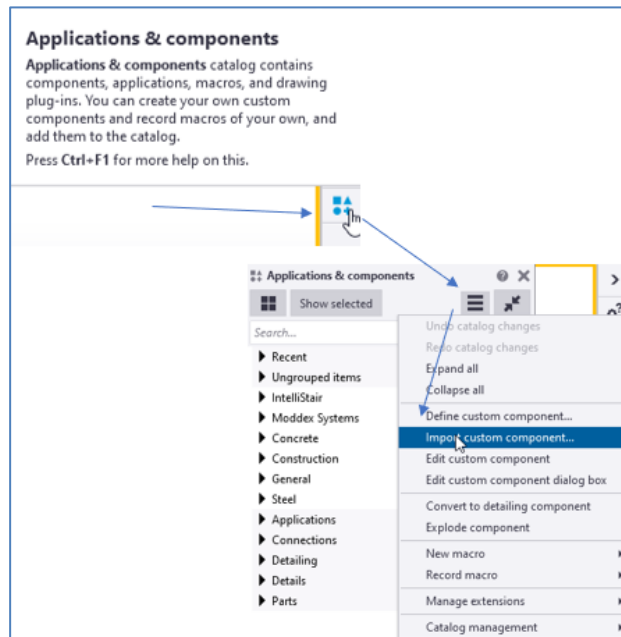 Applications & components
Applications & components catalog contains
components, applications, macros, and drawing
plug-ins. You can create your own custom
components and record macros of your own, and
add them to the catalog.
Press Ctrl+F1 for more help on this.
Applications & components
Show selected
Search...
Recent
Ungrouped items
IntelliStair
Moddex Systems
Concrete
Construction
General
Steel
Applications
Connections
Detailing
Details
Parts
Undo catalog changes
Redo catalog changes
Expand all
Collapse all
Define custom component...
Import custom component...
Edit custom component
Edit custom component dialog box
Convert to detailing component
Explode component
New macro
Record macro
Manage extensions
Catalog management